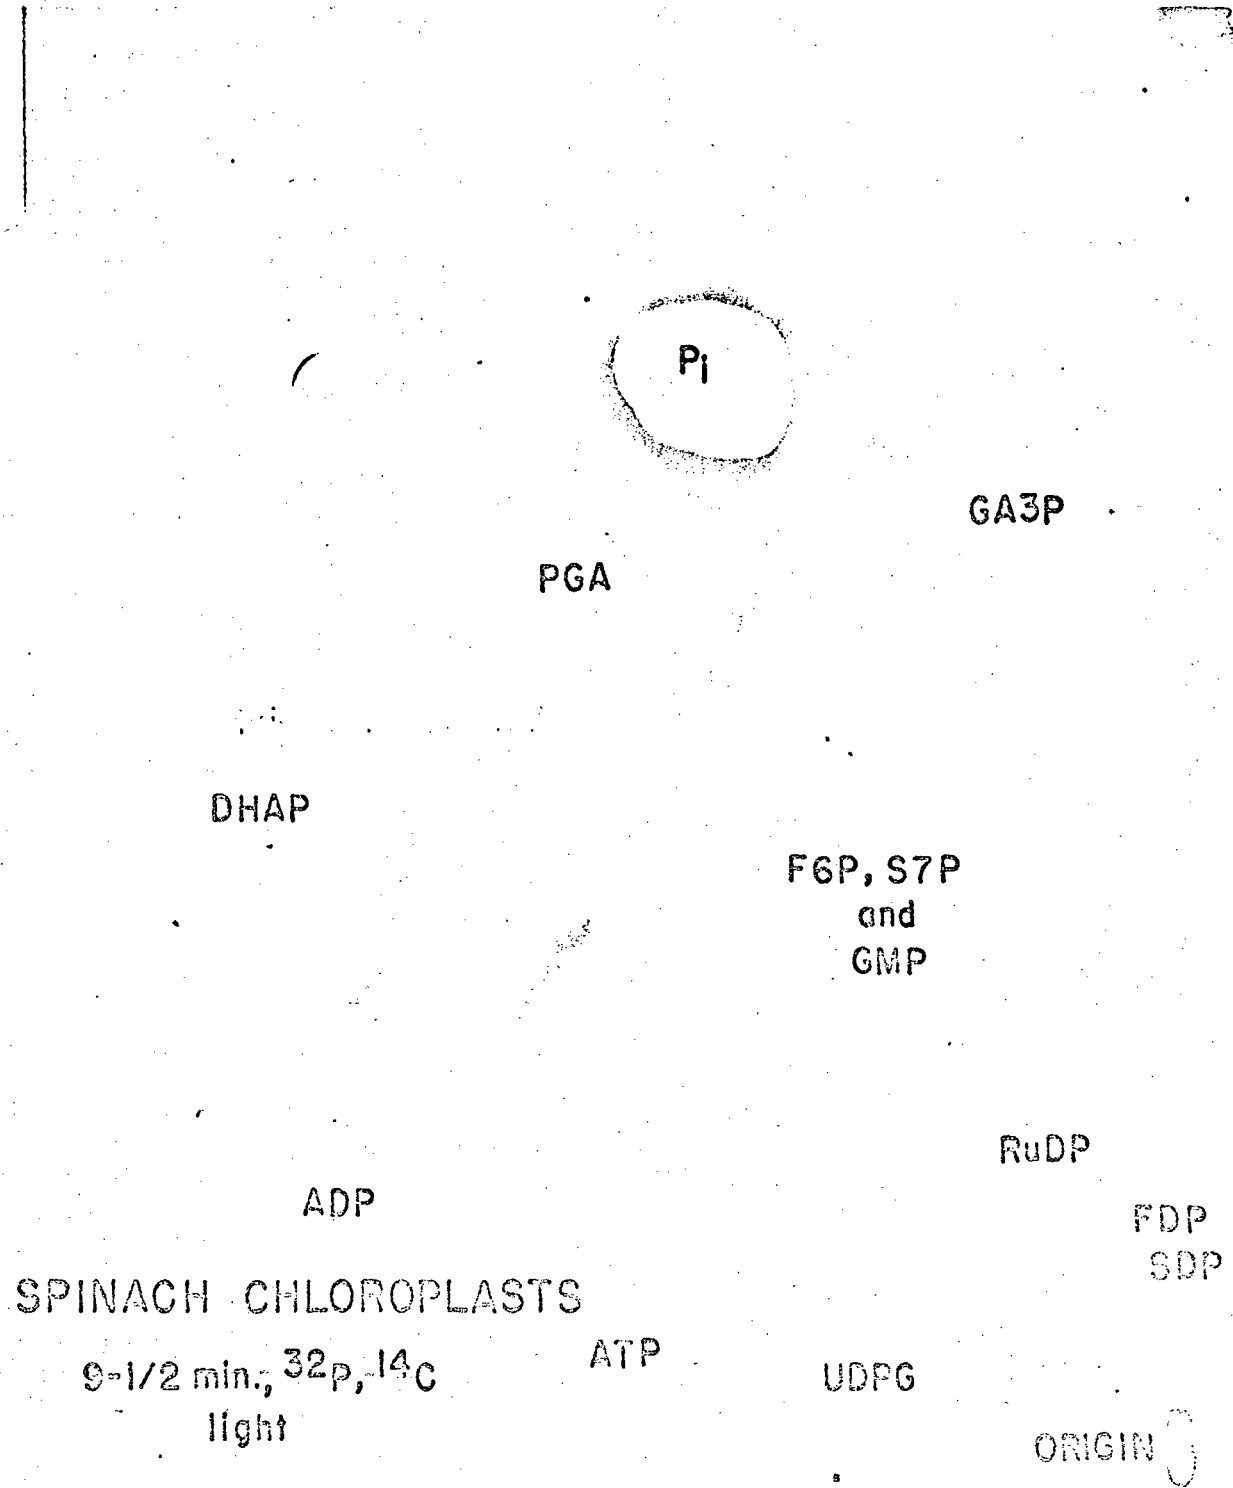 Pi
GA3P
PGA
DHAP
F6P, S7P
and
GMP
RuDP
ADP
FDP
SDP
SPINACH CHLOROPLASTS
ATP
9-1/2 min., 32P, 14C
UDPG
light
ORIGIN